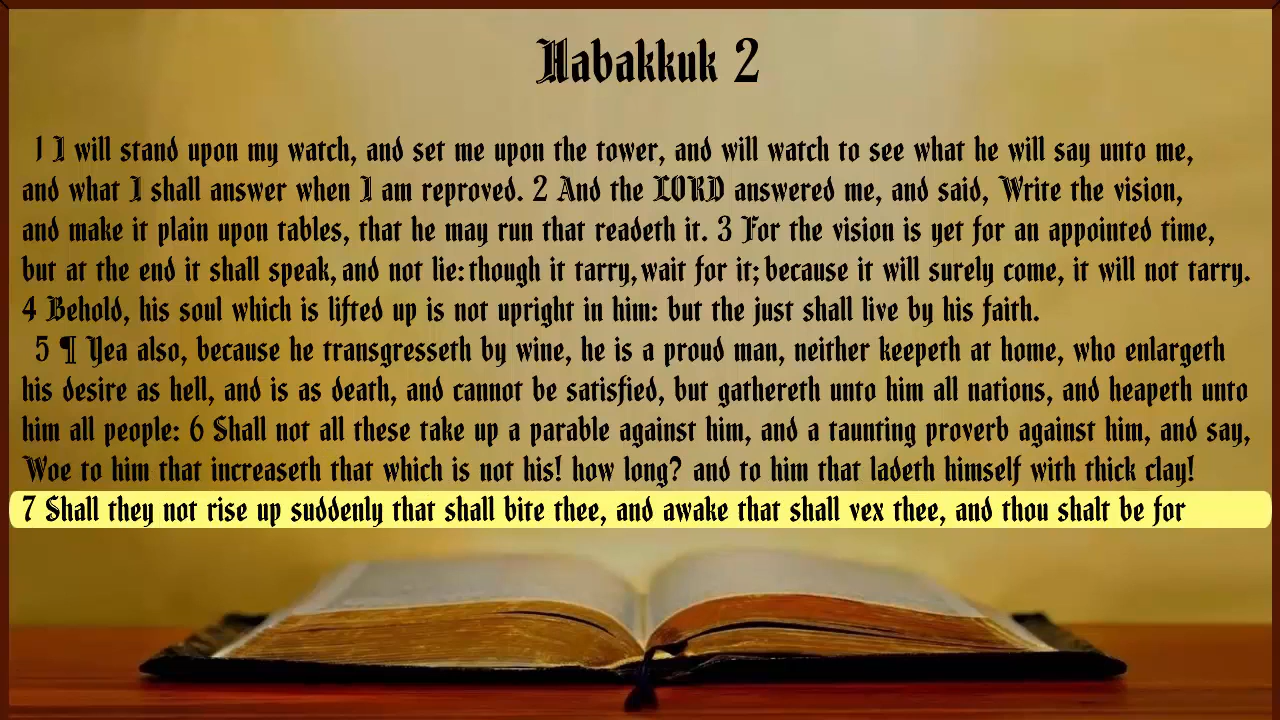 Habakkuk 2
1 I will stand upon my watch, and set me upon the tower, and will watch to see what he will say unto me,
and what I shall answer when I am reproved. 2 And the LORD answered me, and said, Write the vision,
and make it plain upon tables, that he may run that readeth it. 3 For the vision is yet for an appointed time,
but at the end it shall speak, and not lie: though it tarry, wait for it; because it will surely come, it will not tarry.
4 Behold, his soul which is lifted up is not upright in him: but the just shall live by his faith.
5 ¶ Yea also, because he transgresseth by wine, he is a proud man, neither keepeth at home, who enlargeth
his desire as hell, and is as death, and cannot be satisfied, but gathereth unto him all nations, and heapeth unto
him all people: 6 Shall not all these take up a parable against him, and a taunting proverb against him, and say,
Woe to him that increaseth that which is not his! how long? and to him that ladeth himself with thick clay!
7 Shall they not rise up suddenly that shall bite thee, and awake that shall vex thee, and thou shalt be for